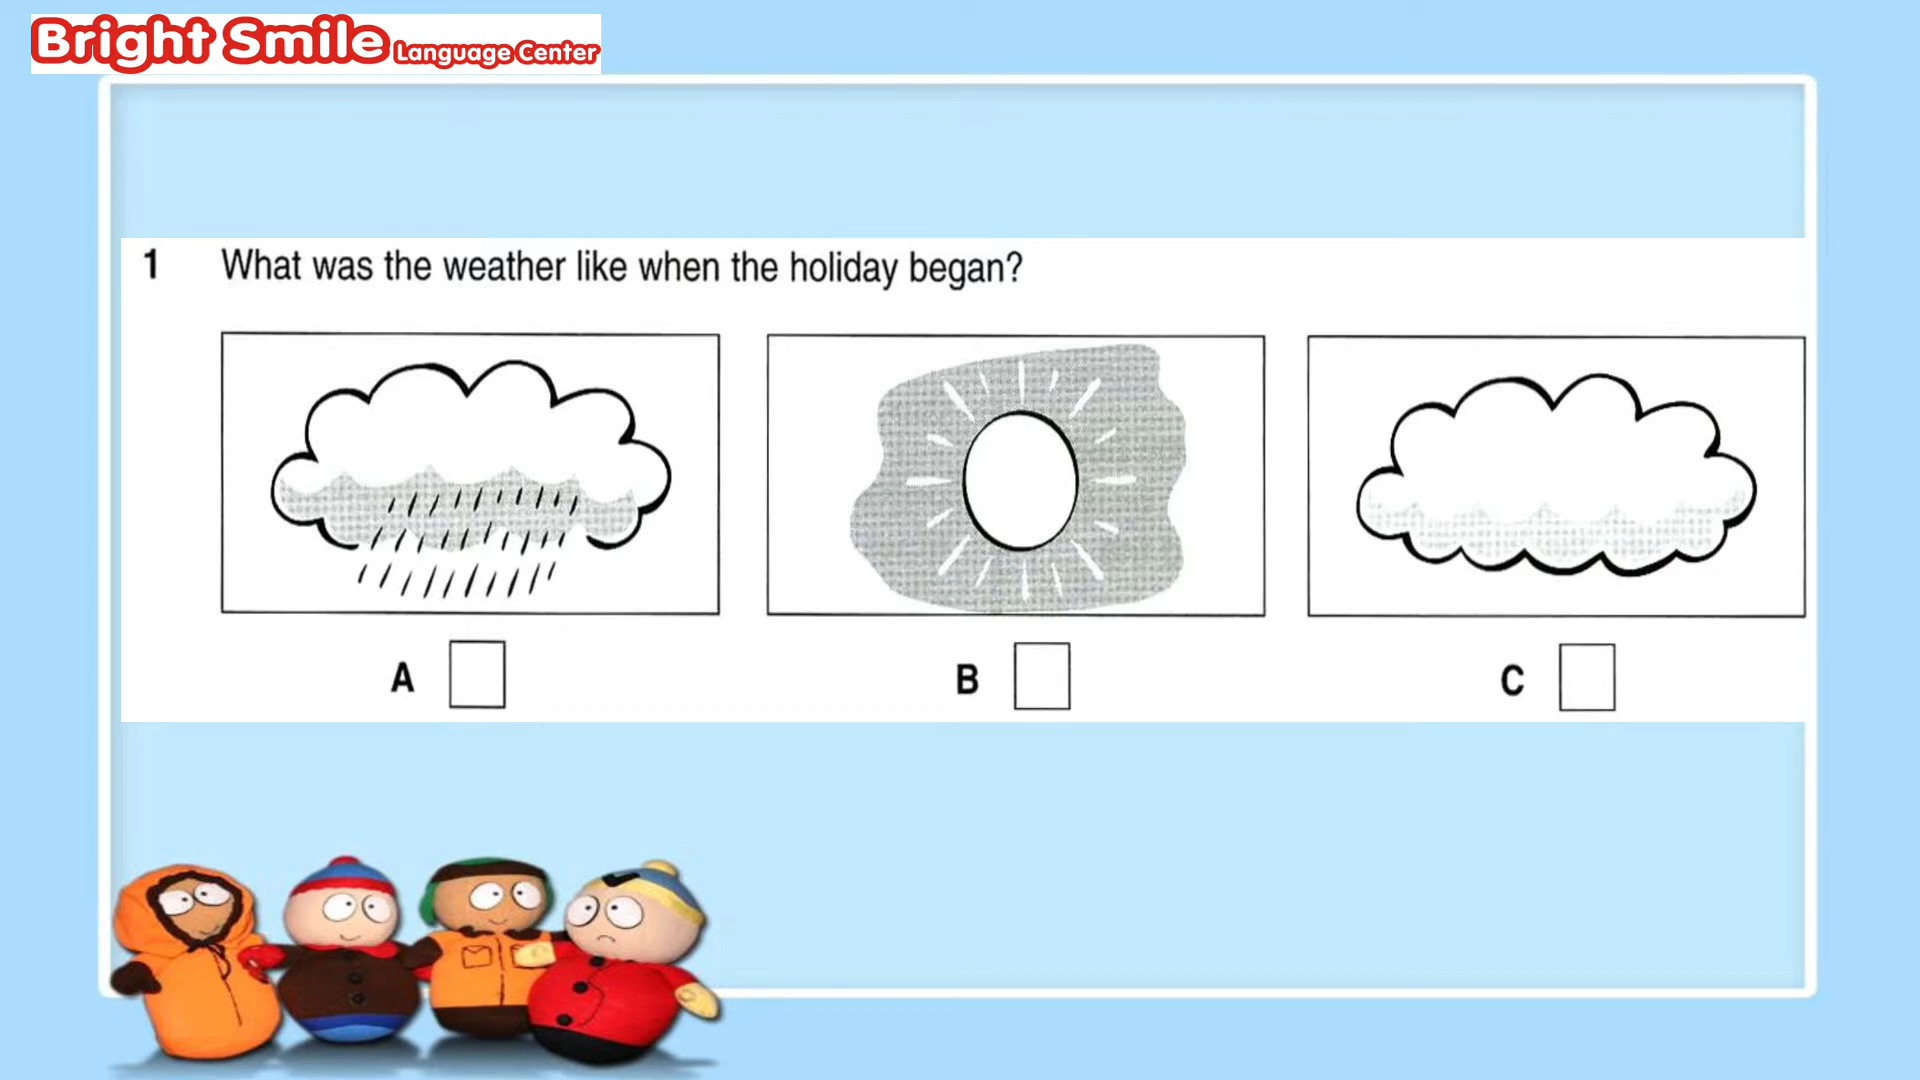 Bright Smile Language Center
1 What was the weather like when the holiday began?
A
B
C